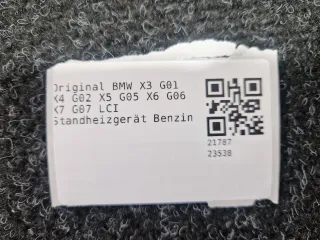 Original BMW X3 G01
X4 G02 X5 G05 X6 G06
X7 G07 LCI
Standheizgerät Benzin
21787
23538